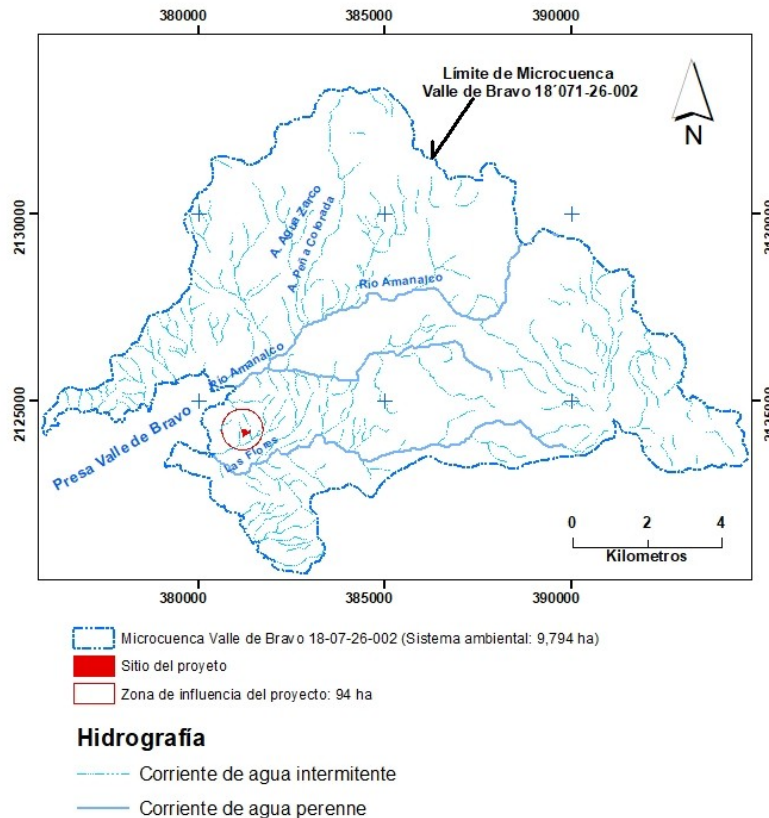 380000 385000 390000
Límite de Microcuenca
Valle de Bravo 18´071-26-002
N
2130000 2130000
A. Agua Zarco
A. Peña Colorada
Rio Amanalco
Rio Amanalco
2125000 2125000
Presa Valle de Bravo
Las Flores
0 2 4
Kilometros
380000 385000 390000
Microcuenca Valle de Bravo 18-07-26-002 (Sistema ambiental: 9,794 ha)
Sitio del proyeto
Zona de influencia del proyecto: 94 ha
Hidrografía
Corriente de agua intermitente
Corriente de agua perenne